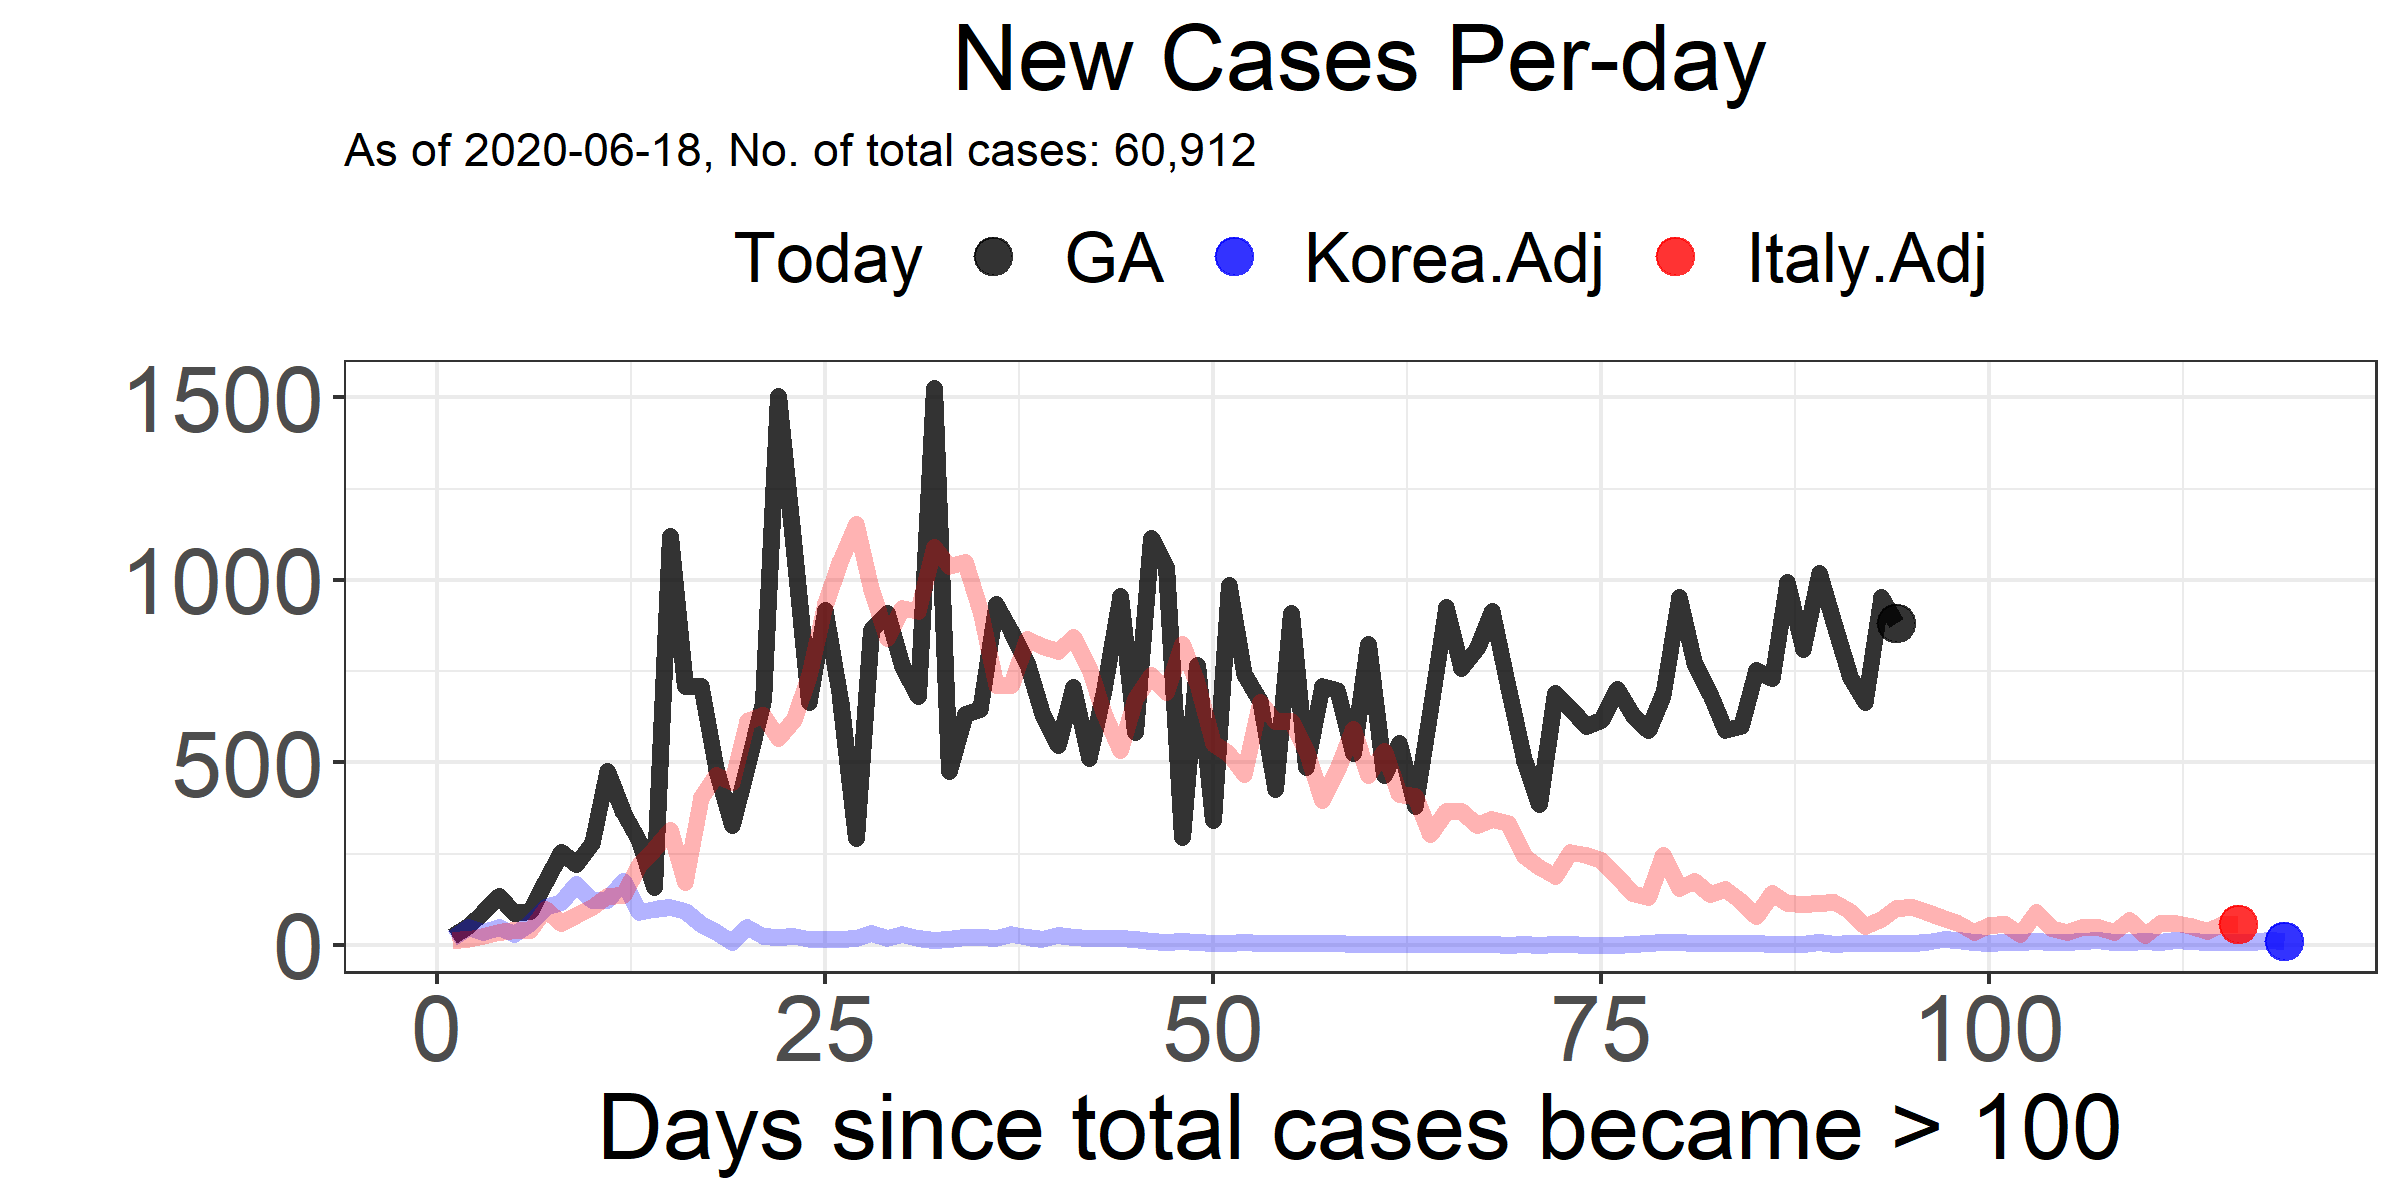 New Cases Per-day
As of 2020-06-18, No. of total cases: 60,912
Today GA Korea.Adj Italy.Adj
1500
1000
500
0
0 25 50 75 100
Days since total cases became > 100